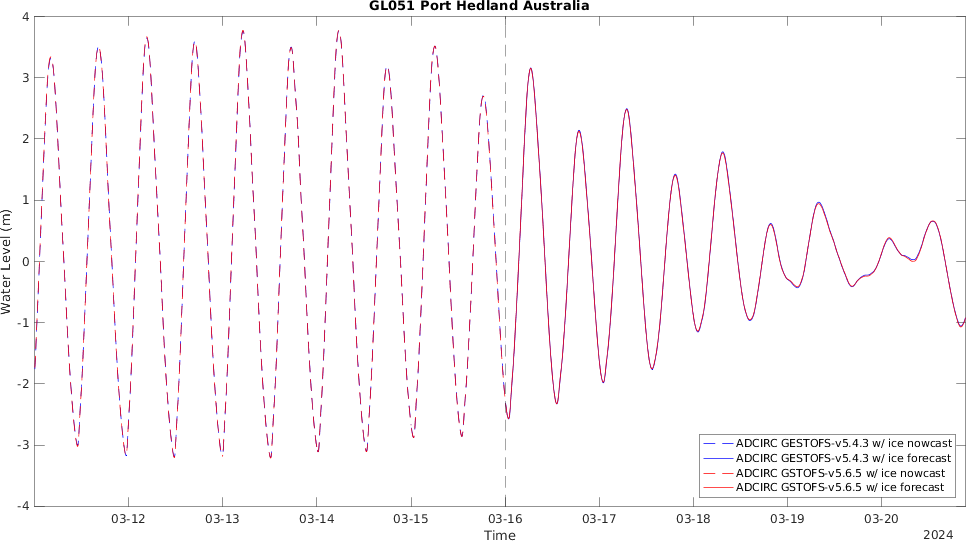 GL051 Port Hedland Australia
4
3
2
1
0
-1
-2
-3
-4
Water Level (m)
03-12 03-13 03-14 03-15 03-16 03-17 03-18 03-19 03-20
Time
2024
ADCIRC GESTOFS-v5.4.3 w/ ice nowcast
ADCIRC GESTOFS-v5.4.3 w/ ice forecast
ADCIRC GSTOFS-v5.6.5 w/ ice nowcast
ADCIRC GSTOFS-v5.6.5 w/ ice forecast